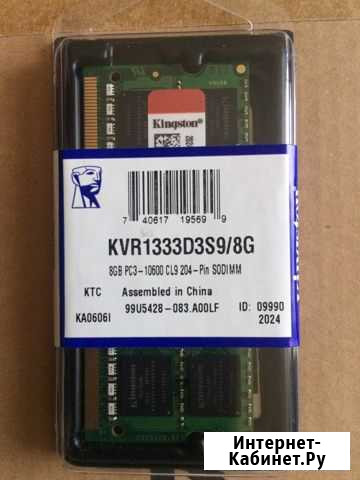 Kingston
7 40617 19569 9
KVR1333D3S9/8G
8GB PC3-10600 CL9 204-Pin SODIMM
KTC Assembled in China
KA0606I 99U5428-083.A00LF ID: 09990
2024
Kingston
Интернет-
Кабинет.Ру